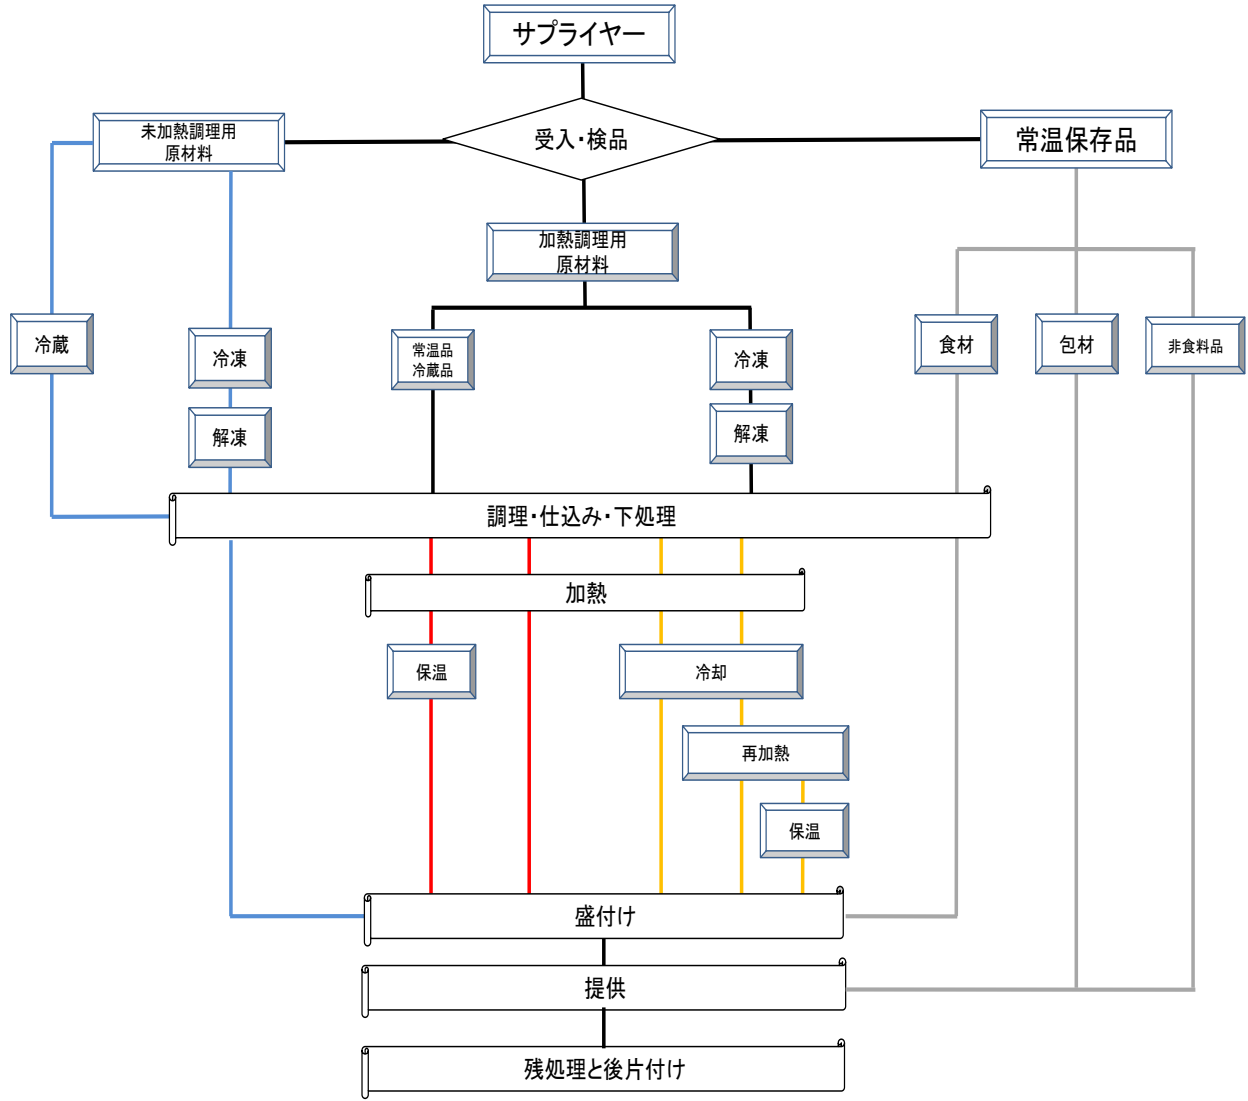 サプライヤー
受入・検品
未加熱調理用
原材料
常温保存品
加熱調理用
原材料
冷蔵
冷凍
常温品
冷蔵品
冷凍
食材
包材
非食料品
解凍
解凍
調理・仕込み・下処理
加熱
保温
冷却
再加熱
保温
盛付け
提供
残処理と後片付け